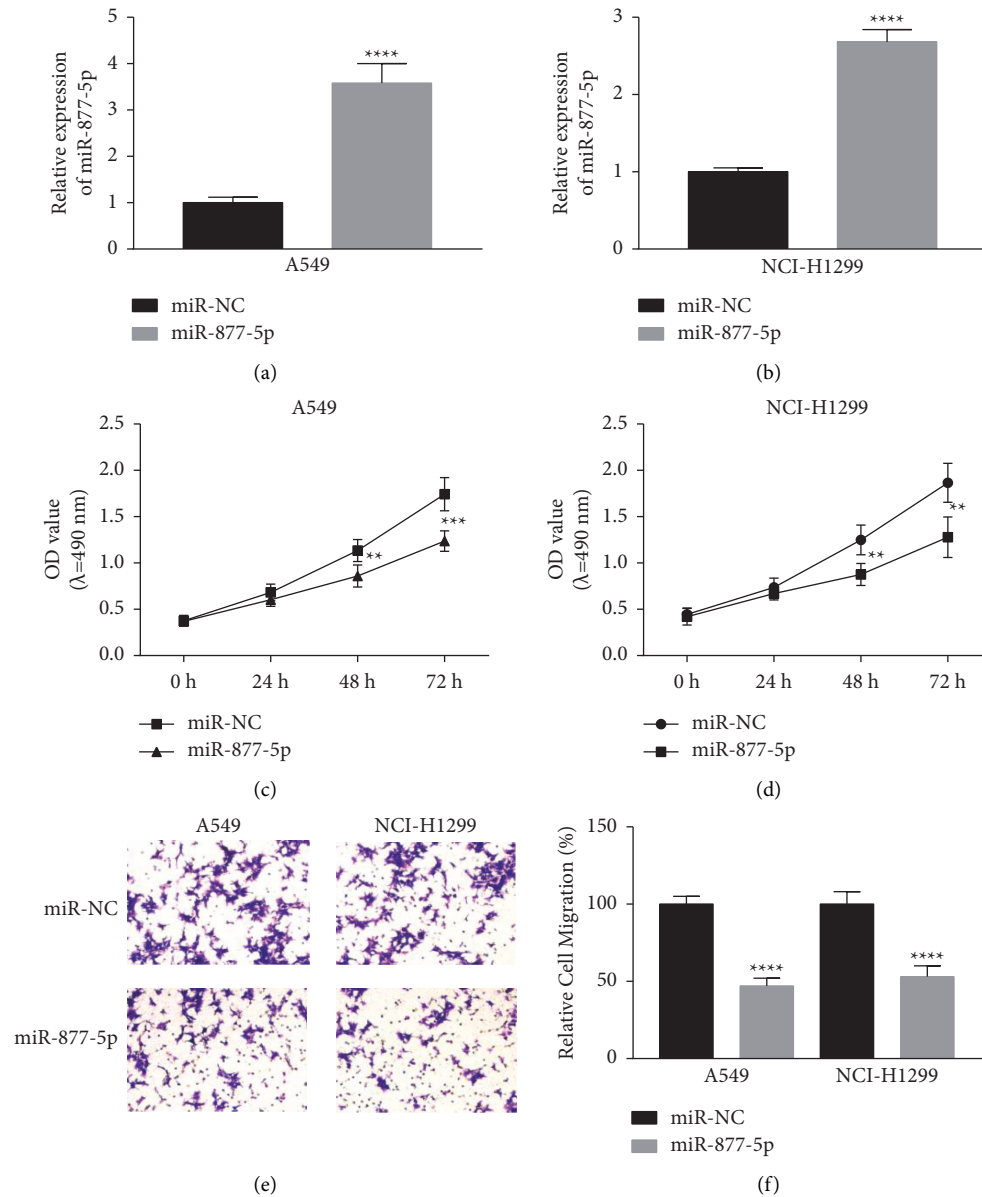 Relative expression
of miR-877-5p
5
4
3
2
1
0
****
A549
miR-NC
miR-877-5p
(a)
Relative expression
of miR-877-5p
3
2
1
0
****
NCI-H1299
miR-NC
miR-877-5p
(b)
A549
OD value
(λ=490 nm)
2.5
2.0
1.5
1.0
0.5
0.0
**
***
0 h 24 h 48 h 72 h
miR-NC
miR-877-5p
(c)
NCI-H1299
OD value
(λ=490 nm)
2.5
2.0
1.5
1.0
0.5
0.0
**
**
0 h 24 h 48 h 72 h
miR-NC
miR-877-5p
(d)
A549 NCI-H1299
miR-NC
miR-877-5p
(e)
Relative Cell Migration (%)
150
100
50
0
**** ****
A549 NCI-H1299
miR-NC
miR-877-5p
(f)